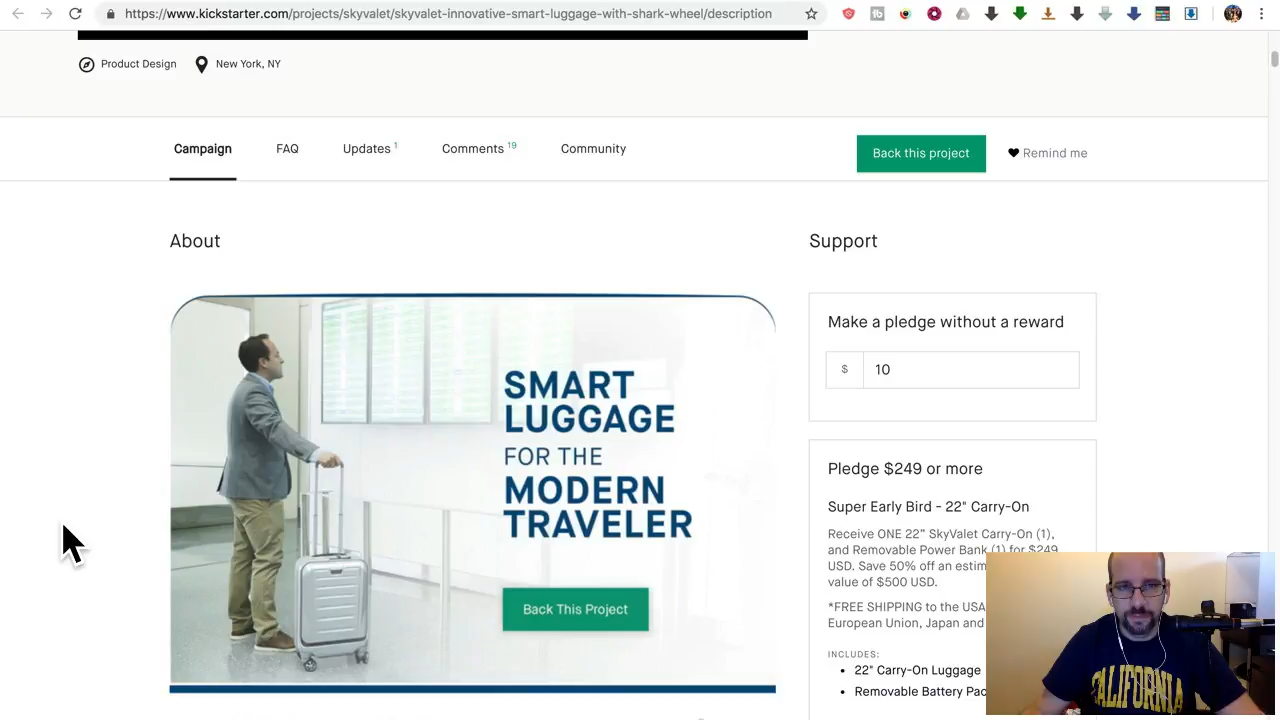 https://www.kickstarter.com/projects/skyvalet/skyvalet-innovative-smart-luggage-with-shark-wheel/description
Product Design
New York, NY
Campaign
FAQ
Updates 1
Comments 19
Community
Back this project
Remind me
About
Support
SMART
LUGGAGE
FOR THE
MODERN
TRAVELER
Back This Project
Make a pledge without a reward
$ 10
Pledge $249 or more
Super Early Bird - 22" Carry-On
Receive ONE 22" SkyValet Carry-On (1),
and Removable Power Bank (1) for $249
USD. Save 50% off an estim
value of $500 USD.
*FREE SHIPPING to the USA
European Union, Japan and
INCLUDES:
22" Carry-On Luggage
Removable Battery Pac
CALIFORNIA